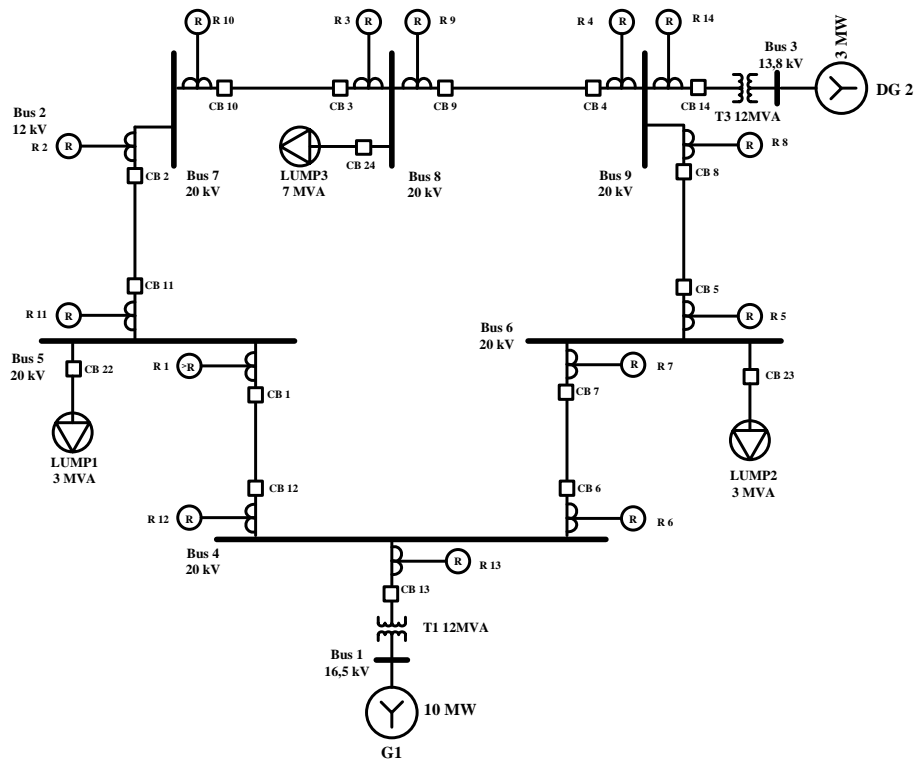 R 10
R
R 3
R
R
R 9
R 4
R
R
R 14
3 MW
Bus 3
13,8 kV
DG 2
CB 10
CB 3
CB 9
CB 4
CB 14
T3 12MVA
Bus 2
12 kV
R 2
R
CB 2
Bus 7
20 kV
LUMP3
7 MVA
CB 24
Bus 8
20 kV
Bus 9
20 kV
R
R 8
CB 8
CB 11
CB 5
R 11
R
R
R 5
Bus 5
20 kV
Bus 6
20 kV
CB 22
R 1
>R
CB 1
R
R 7
CB 7
CB 23
LUMP1
3 MVA
LUMP2
3 MVA
CB 12
CB 6
R 12
R
R
R 6
Bus 4
20 kV
R
R 13
CB 13
T1 12MVA
Bus 1
16,5 kV
10 MW
G1